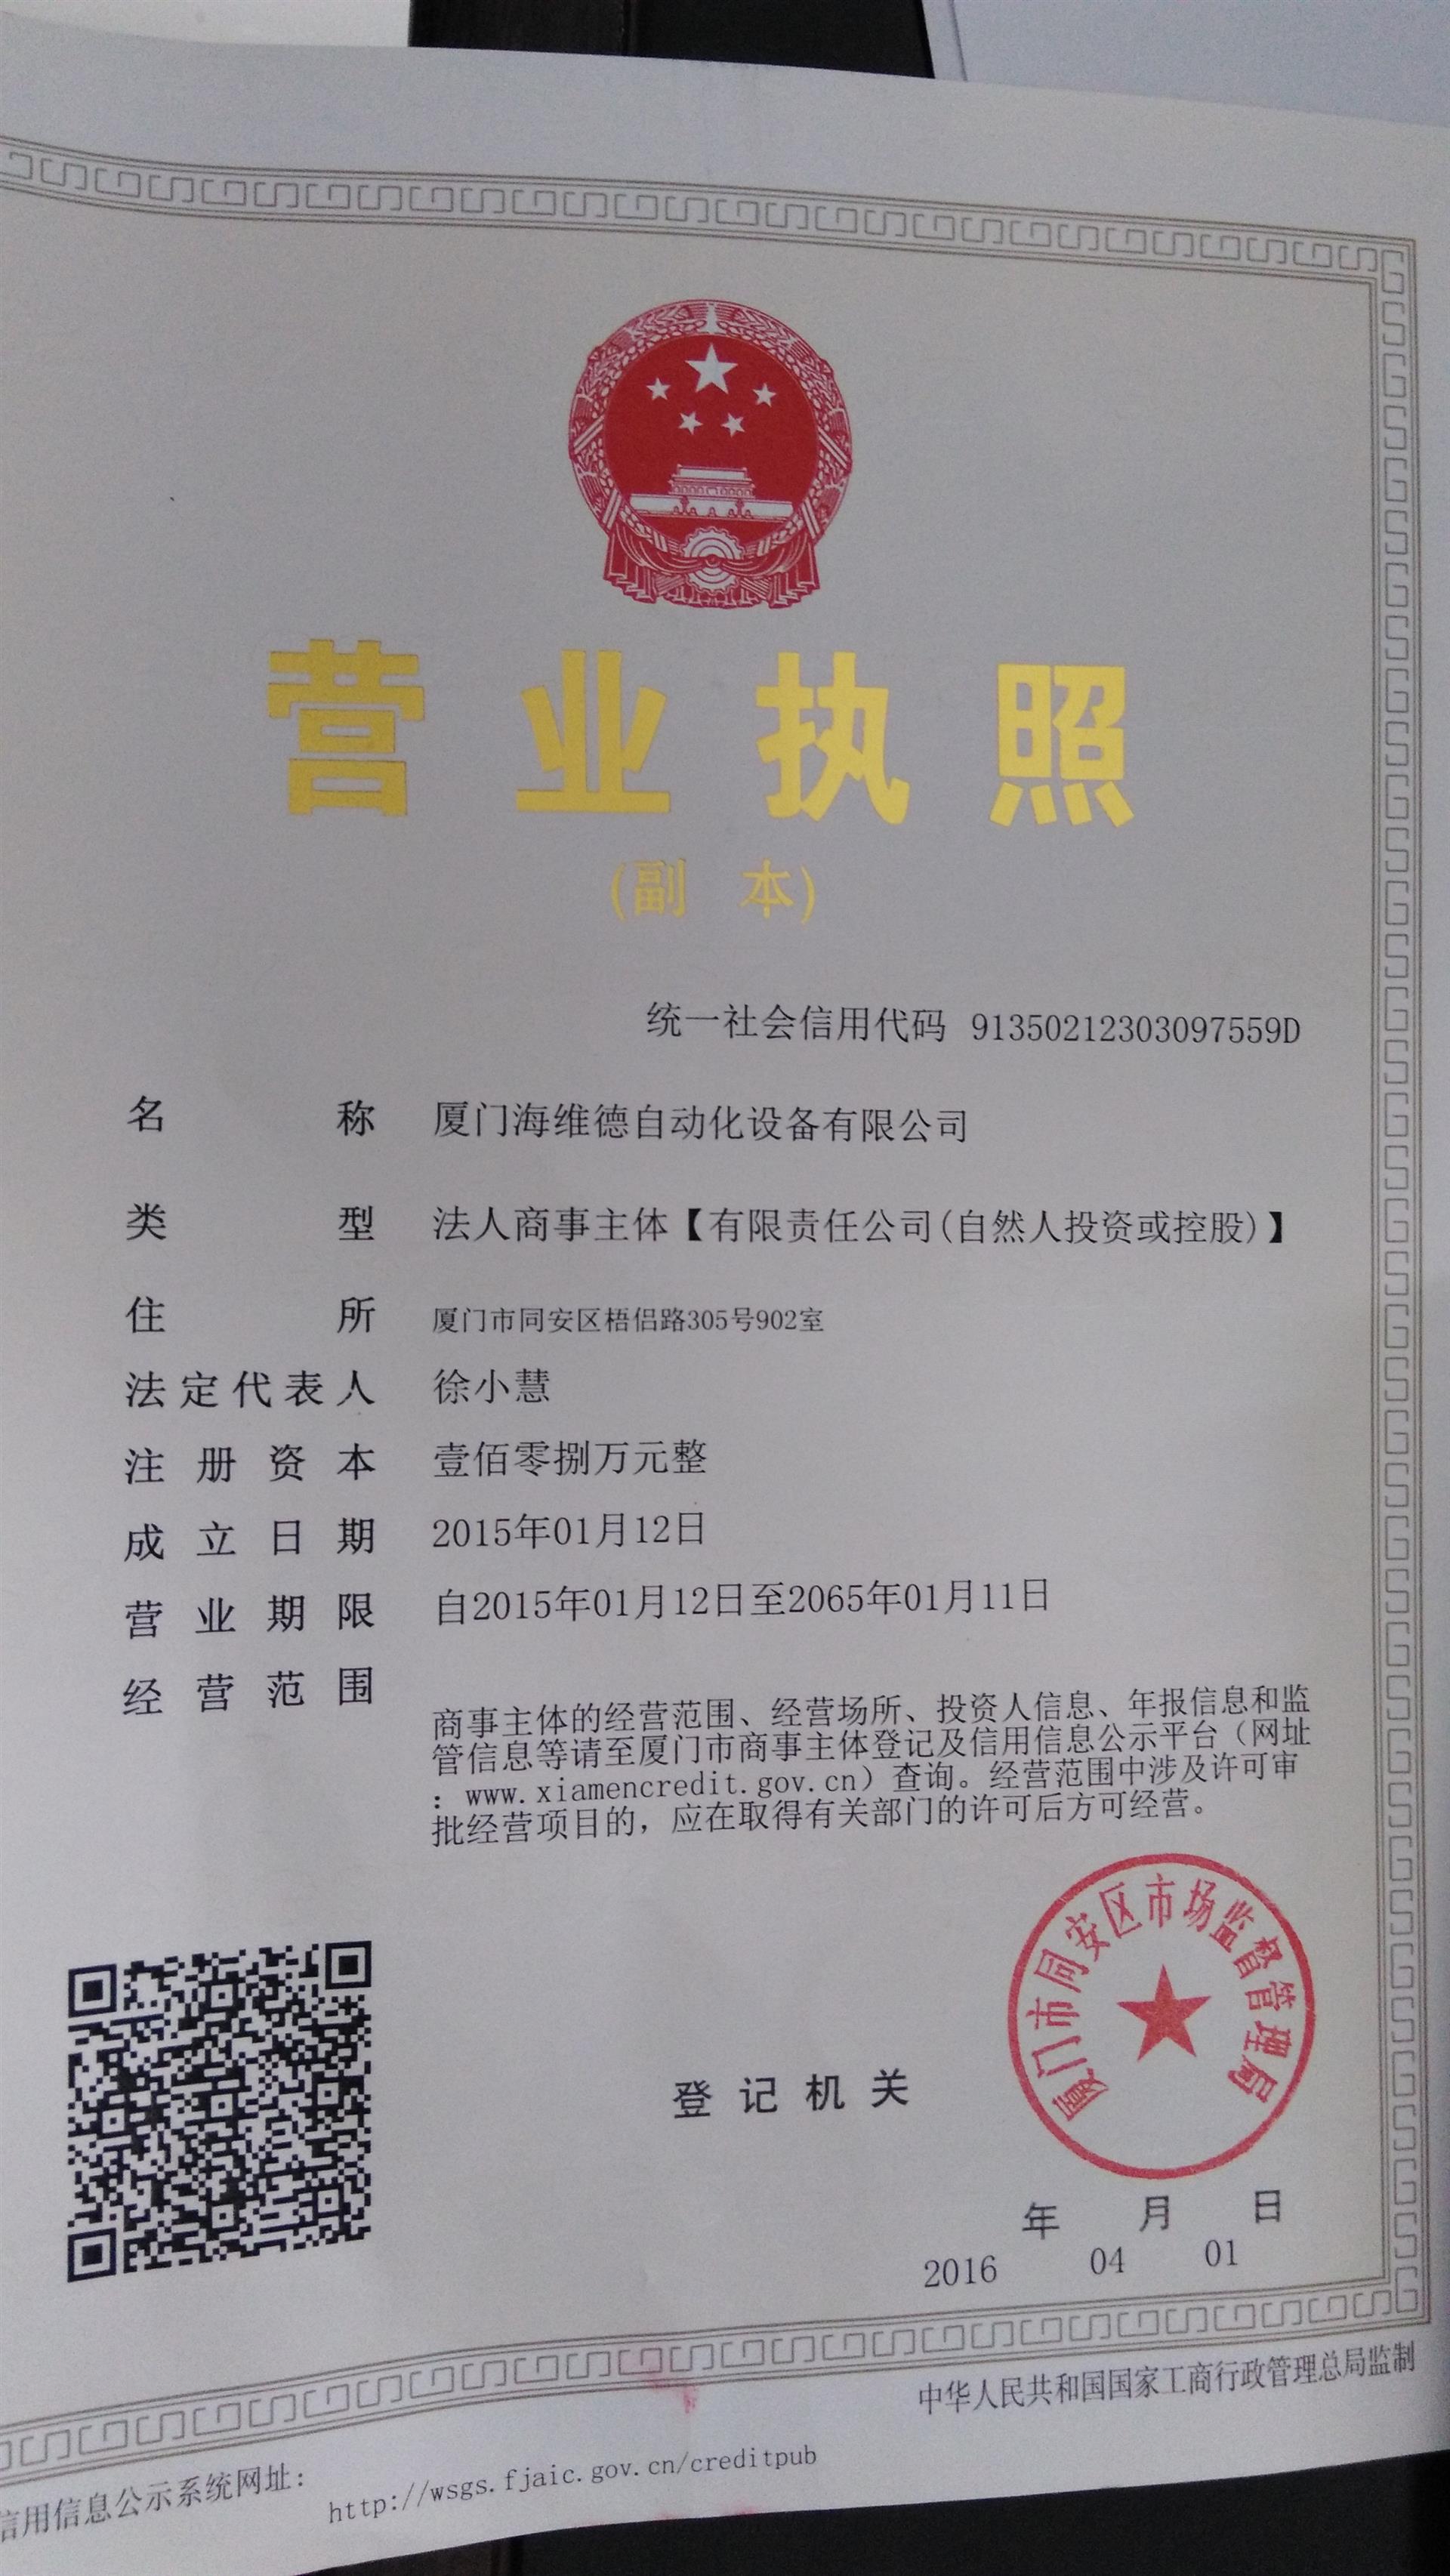 营业执照
(副 本)
统一社会信用代码 91350212303097559D
名称 厦门海维德自动化设备有限公司
类型 法人商事主体【有限责任公司(自然人投资或控股)】
住所 厦门市同安区梧侣路305号902室
法定代表人 徐小慧
注册资本 壹佰零捌万元整
成立日期 2015年01月12日
营业期限 自2015年01月12日至2065年01月11日
经营范围
商事主体的经营范围、经营场所、投资人信息、年报信息和监
管信息等请至厦门市商事主体登记及信用信息公示平台（网址
：www.xiamencredit.gov.cn）查询。经营范围中涉及许可审
批经营项目的，应在取得有关部门的许可后方可经营。
厦门市同安区市场监督管理局
登记机关
年 月 日
2016 04 01
中华人民共和国国家工商行政管理总局监制
信用信息公示系统网址： http://wsgs.fjaic.gov.cn/creditpub